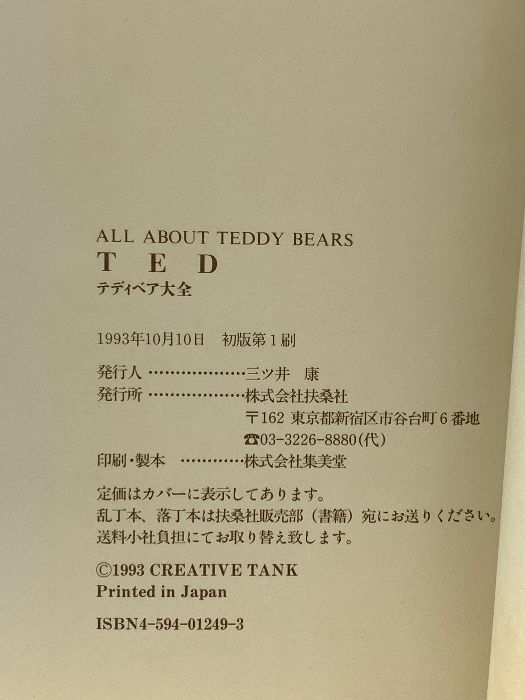 ALL ABOUT TEDDY BEARS
TED
テディベア大全
1993年10月10日 初版第1刷
発行人 ………………三ツ井 康
発行所 ………………株式会社扶桑社
〒162 東京都新宿区市谷台町6番地
☎03-3226-8880(代)
印刷・製本 …………株式会社集美堂
定価はカバーに表示してあります。
乱丁本、落丁本は扶桑社販売部（書籍）宛にお送りください。
送料小社負担にてお取り替え致します。
©1993 CREATIVE TANK
Printed in Japan
ISBN4-594-01249-3